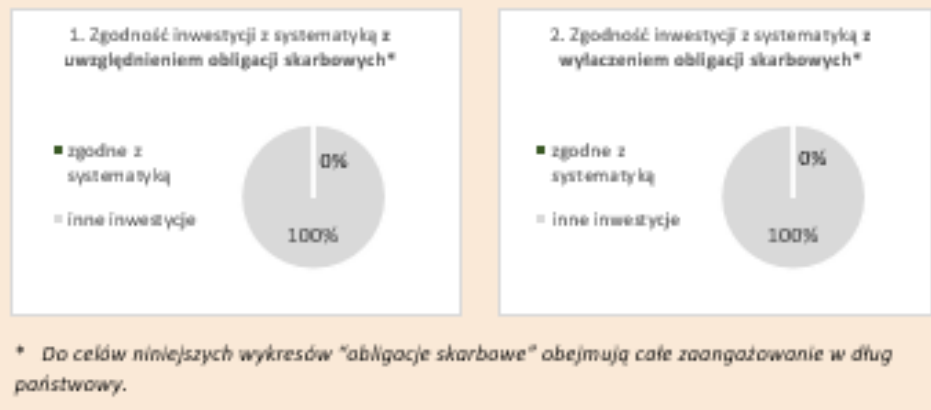 1. Zgodność inwestycji z systematyką z
uwzględnieniem obligacji skarbowych*
zgodne z
systematyką
inne inwestycje
0%
100%
2. Zgodność inwestycji z systematyką z
wyłaczeniem obligacji skarbowych*
zgodne z
systematyką
inne inwestycje
0%
100%
* Do celów niniejszych wykresów "obligacje skarbowe" obejmują całe zaangażowanie w dług
państwowy.